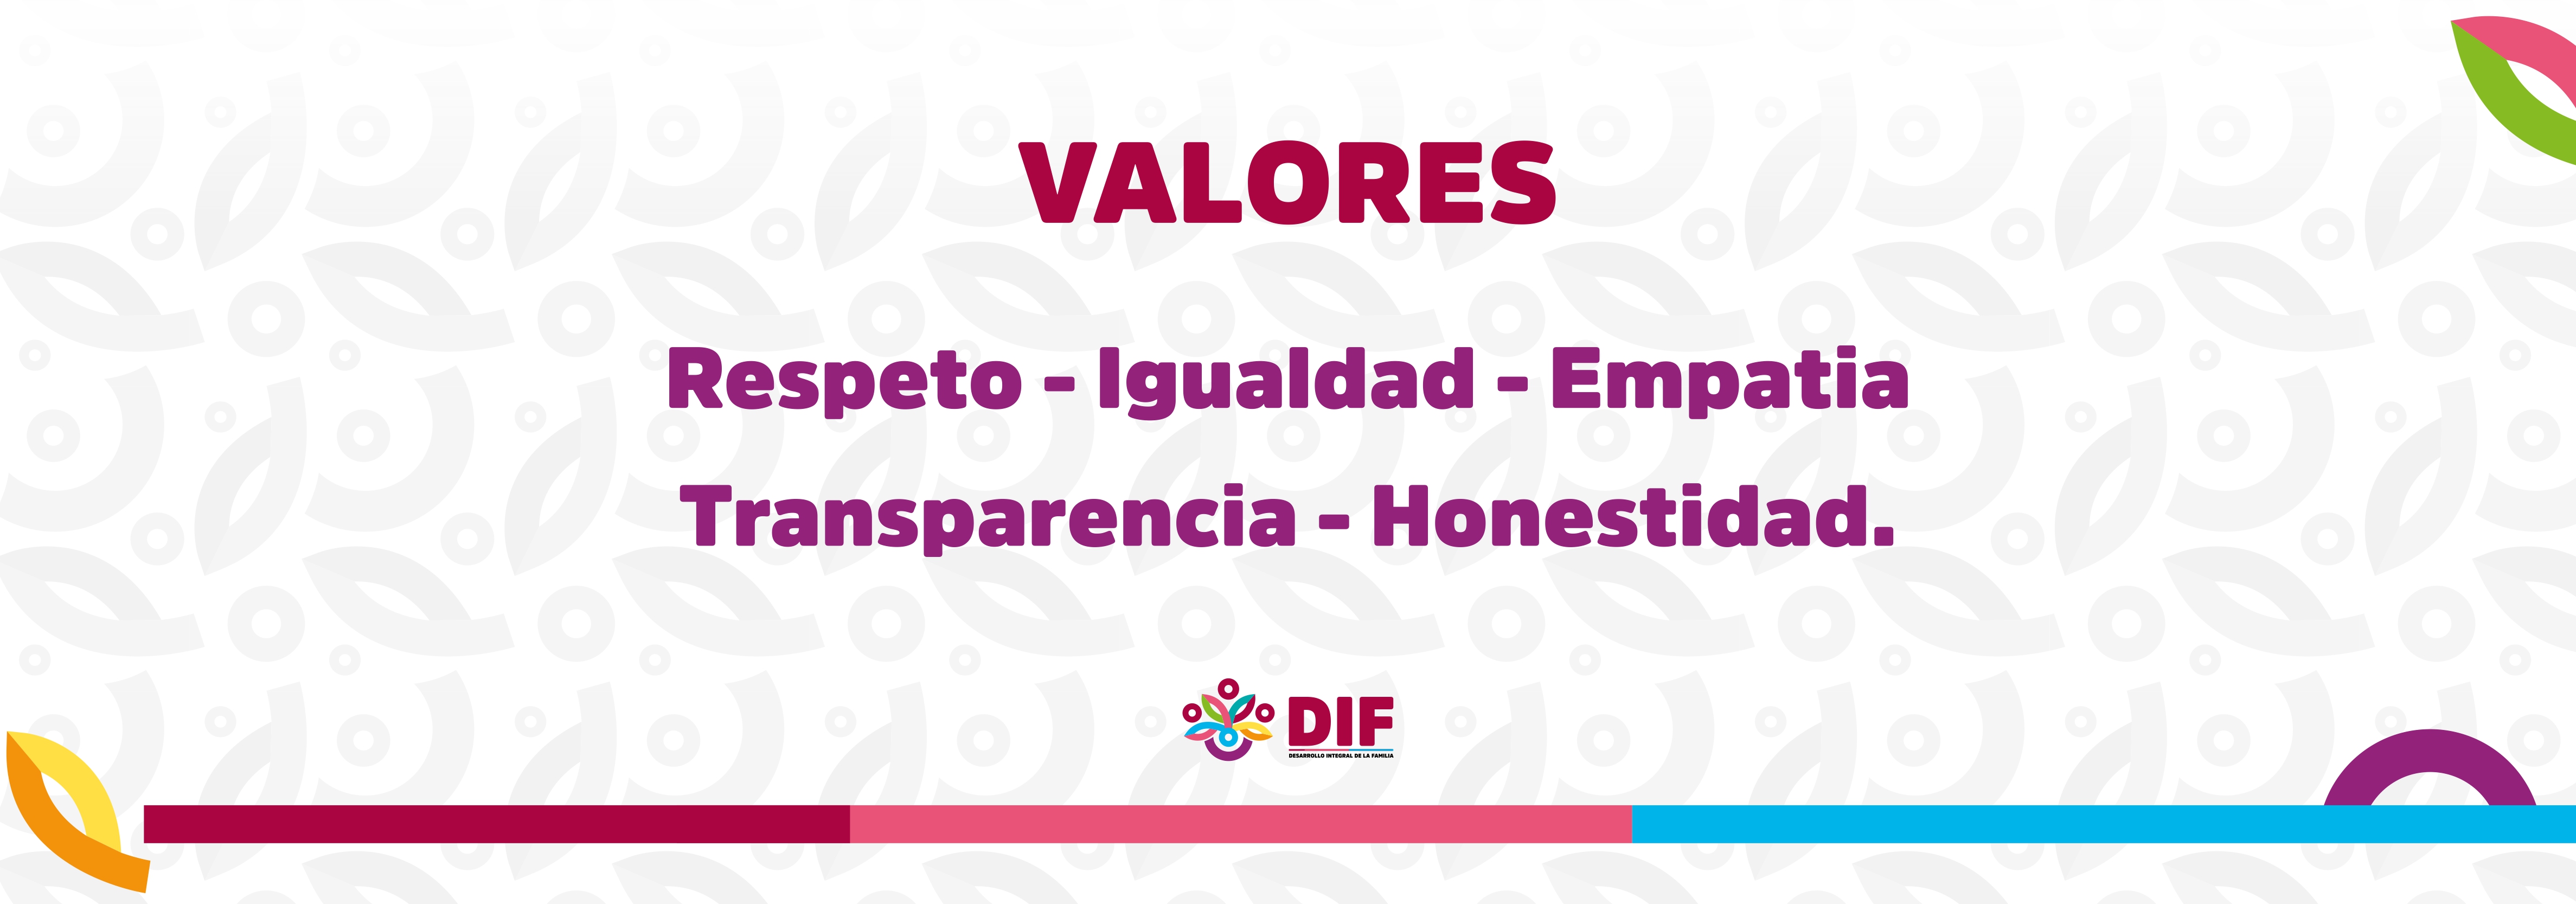 VALORES
Respeto - Igualdad - Empatia
Transparencia - Honestidad.
DIF
DESARROLLO INTEGRAL DE LA FAMILIA